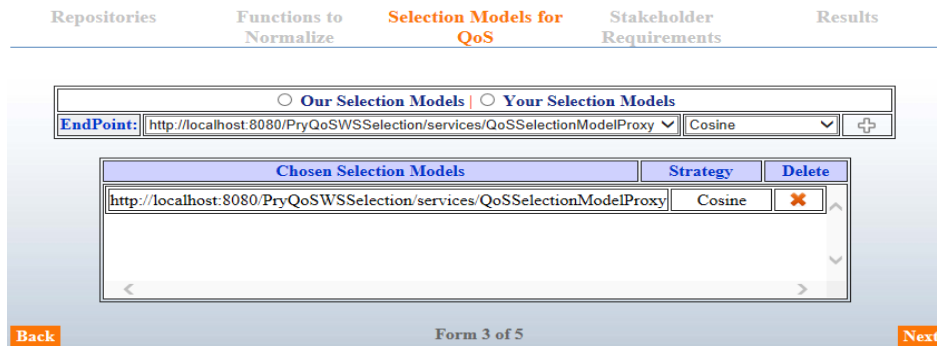 Repositories Functions to Selection Models for Stakeholder Results
Normalize QoS Requirements
Our Selection Models | Your Selection Models
EndPoint: http://localhost:8080/PryQoSWSSelection/services/QoSSelectionModelProxy Cosine
Chosen Selection Models Strategy Delete
http://localhost:8080/PryQoSWSSelection/services/QoSSelectionModelProxy Cosine
Back Form 3 of 5 Next